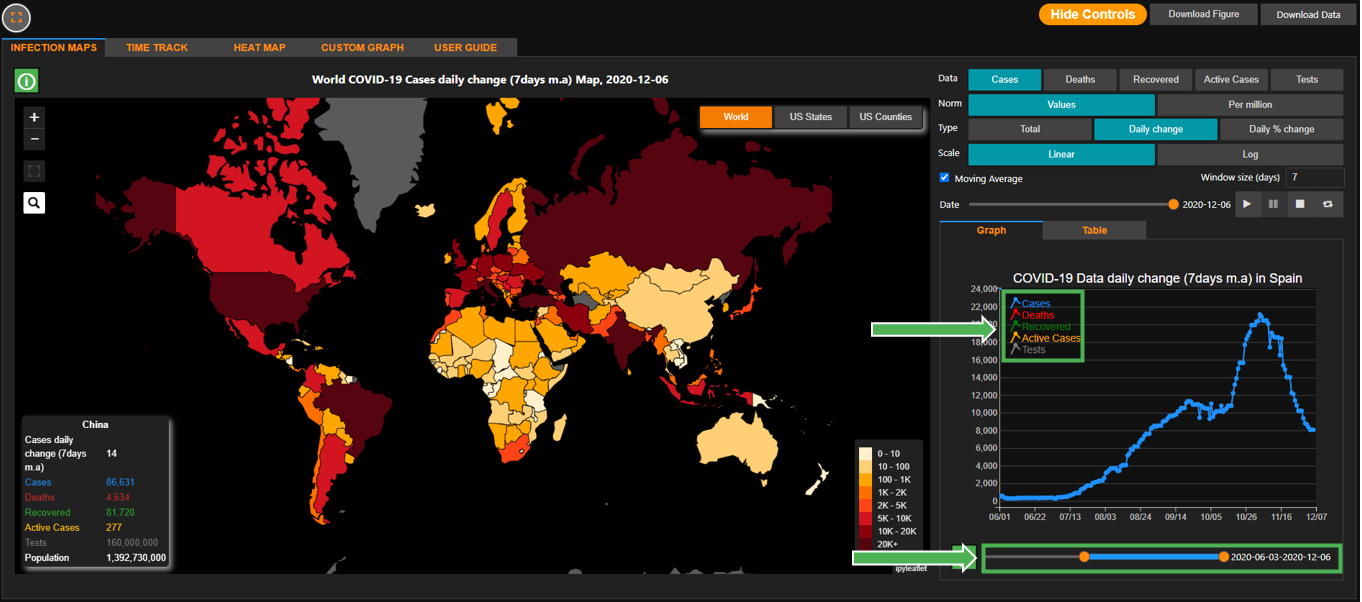 Hide Controls
Download Figure
Download Data
INFECTION MAPS
TIME TRACK
HEAT MAP
CUSTOM GRAPH
USER GUIDE
World COVID-19 Cases daily change (7days m.a) Map, 2020-12-06
+
−
World
US States
US Counties
China
Cases daily
change (7days 14
m.a)
Cases 86,631
Deaths 4,634
Recovered 81,720
Active Cases 277
Tests 160,000,000
Population 1,392,730,000
0 - 10
10 - 100
100 - 1K
1K - 2K
2K - 5K
5K - 10K
10K - 20K
20K+
ipyleaflet
Data Cases Deaths Recovered Active Cases Tests
Norm Values Per million
Type Total Daily change Daily % change
Scale Linear Log
Moving Average Window size (days) 7
Date 2020-12-06
Graph Table
COVID-19 Data daily change (7days m.a) in Spain
Cases
Deaths
Recovered
Active Cases
Tests
24,000
22,000
18,000
16,000
14,000
12,000
10,000
8,000
6,000
4,000
2,000
0
06/01 06/22 07/13 08/03 08/24 09/14 10/05 10/26 11/16 12/07
2020-06-03-2020-12-06